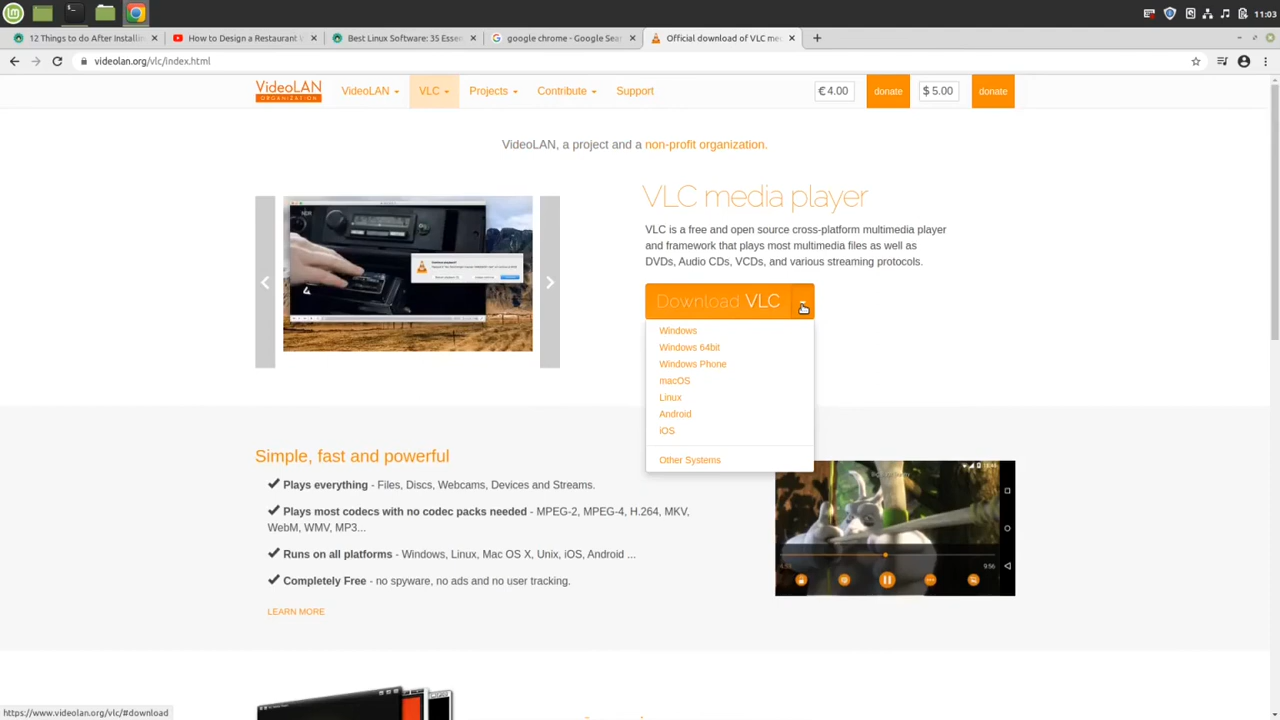 11:03
12 Things to do After Installin
How to Design a Restaurant
Best Linux Software: 35 Essen
google chrome - Google Sear
Official download of VLC me
videolan.org/vlc/index.html
VideoLAN
ORGANIZATION
VideoLAN
VLC
Projects
Contribute
Support
€ 4.00
donate
$ 5.00
donate
VideoLAN, a project and a non-profit organization.
VLC media player
VLC is a free and open source cross-platform multimedia player
and framework that plays most multimedia files as well as
DVDs, Audio CDs, VCDs, and various streaming protocols.
Download VLC
Windows
Windows 64bit
Windows Phone
macOS
Linux
Android
iOS
Other Systems
Simple, fast and powerful
Plays everything - Files, Discs, Webcams, Devices and Streams.
Plays most codecs with no codec packs needed - MPEG-2, MPEG-4, H.264, MKV,
WebM, WMV, MP3...
Runs on all platforms - Windows, Linux, Mac OS X, Unix, iOS, Android ...
Completely Free - no spyware, no ads and no user tracking.
LEARN MORE
9:56
https://www.videolan.org/vlc/#download